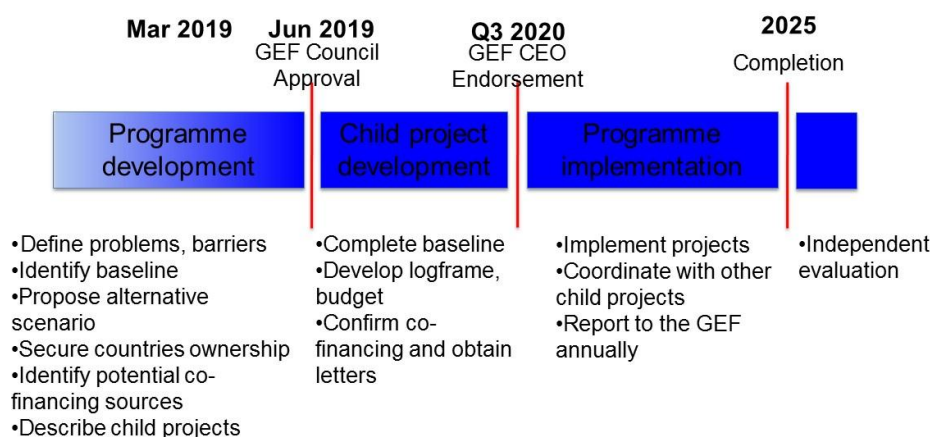 Mar 2019
Jun 2019
GEF Council
Approval
Q3 2020
GEF CEO
Endorsement
2025
Completion
Programme
development
Child project
development
Programme
implementation
•Define problems, barriers
•Identify baseline
•Propose alternative
scenario
•Secure countries ownership
•Identify potential co-
financing sources
•Describe child projects
•Complete baseline
•Develop logframe,
budget
•Confirm co-
financing and obtain
letters
•Implement projects
•Coordinate with other
child projects
•Report to the GEF
annually
•Independent
evaluation